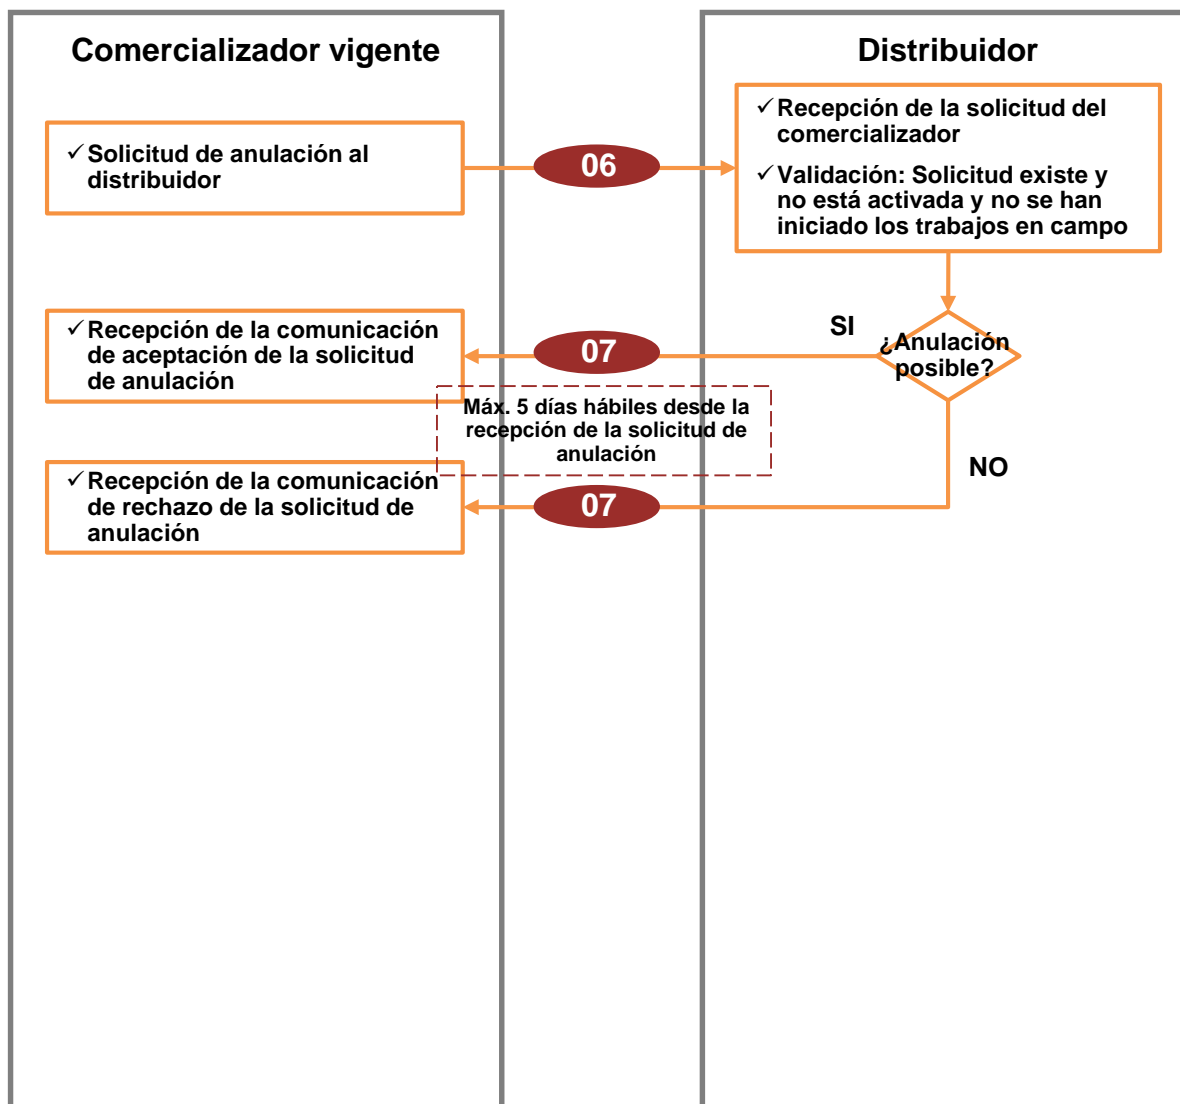 Comercializador vigente
Distribuidor
✓ Solicitud de anulación al
distribuidor
06
✓ Recepción de la solicitud del
comercializador
✓ Validación: Solicitud existe y
no está activada y no se han
iniciado los trabajos en campo
✓ Recepción de la comunicación
de aceptación de la solicitud
de anulación
07
SI
¿Anulación
posible?
Máx. 5 días hábiles desde la
recepción de la solicitud de
anulación
NO
✓ Recepción de la comunicación
de rechazo de la solicitud de
anulación
07